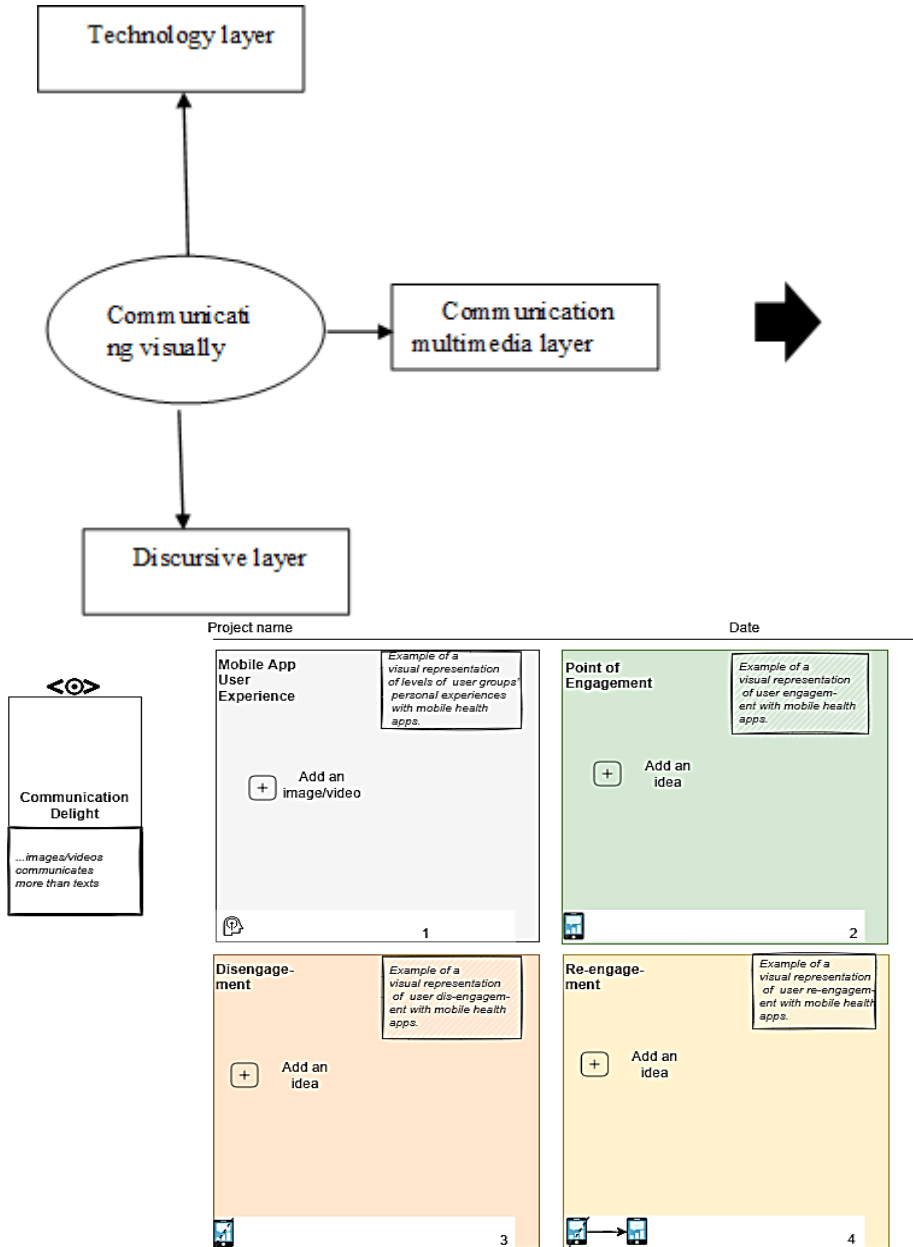 Technology layer
Communicati
ng visually
Communication
multimedia layer
Discursive layer
Project name
Date
<⊙>
Communication
Delight
...images/videos
communicates
more than texts
Mobile App
User
Experience
Example of a
visual representation
of levels of user groups'
personal experiences
with mobile health
apps.
+
Add an
image/video
1
Point of
Engagement
Example of a
visual representation
of user engagem-
ent with mobile health
apps.
+
Add an
idea
2
Disengage-
ment
Example of a
visual representation
of user dis-engagem-
ent with mobile health
apps.
+
Add an
idea
3
Re-engage-
ment
Example of a
visual representation
of user re-engagem-
ent with mobile health
apps.
+
Add an
idea
4